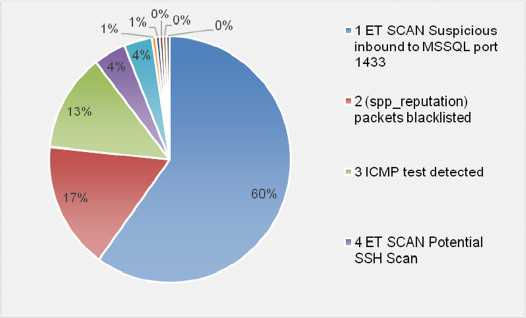 1%
1%
0%
0%
0%
4%
4%
13%
17%
60%
1 ET SCAN Suspicious
inbound to MSSQL port
1433
2 (spp_reputation)
packets blacklisted
3 ICMP test detected
4 ET SCAN Potential
SSH Scan